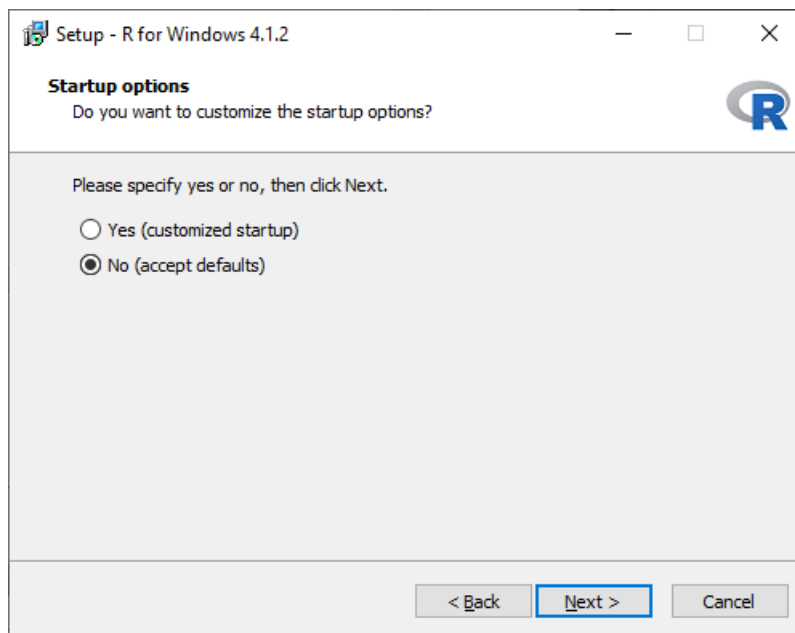 Setup - R for Windows 4.1.2
Startup options
Do you want to customize the startup options?
R
Please specify yes or no, then click Next.
Yes (customized startup)
No (accept defaults)
< Back Next > Cancel